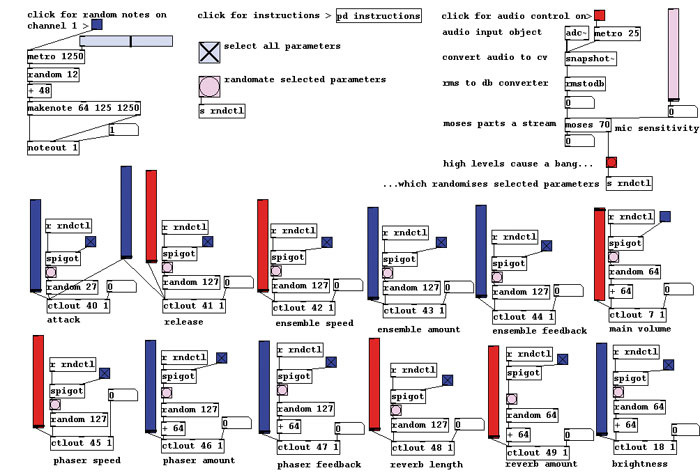 click for random notes on
channel 1 >
metro 1250
random 12
+ 48
makenote 64 125 1250
1
noteout 1
click for instructions > pd instructions
select all parameters
randomate selected parameters
s rndctl
click for audio control on>
audio input object adc~ metro 25
convert audio to cv snapshot~
rms to db converter rmstodb
0
0
moses parts a stream moses 70
mic sensitivity
high levels cause a bang...
...which randomises selected parameters s rndctl
r rndctl
spigot
random 27
0
ctlout 40 1
attack
r rndctl
spigot
random 127
0
ctlout 41 1
release
r rndctl
spigot
random 127
0
ctlout 42 1
ensemble speed
r rndctl
spigot
random 127
0
ctlout 43 1
ensemble amount
r rndctl
spigot
random 127
0
ctlout 44 1
ensemble feedback
r rndctl
spigot
random 64
+ 64
0
ctlout 7 1
main volume
r rndctl
spigot
random 127
0
ctlout 45 1
phaser speed
r rndctl
spigot
random 127
+ 64
0
ctlout 46 1
phaser amount
r rndctl
spigot
random 127
+ 64
0
ctlout 47 1
phaser feedback
r rndctl
spigot
random 127
0
ctlout 48 1
reverb length
r rndctl
spigot
random 64
+ 64
0
ctlout 49 1
reverb amount
r rndctl
spigot
random 64
+ 64
0
ctlout 18 1
brightness